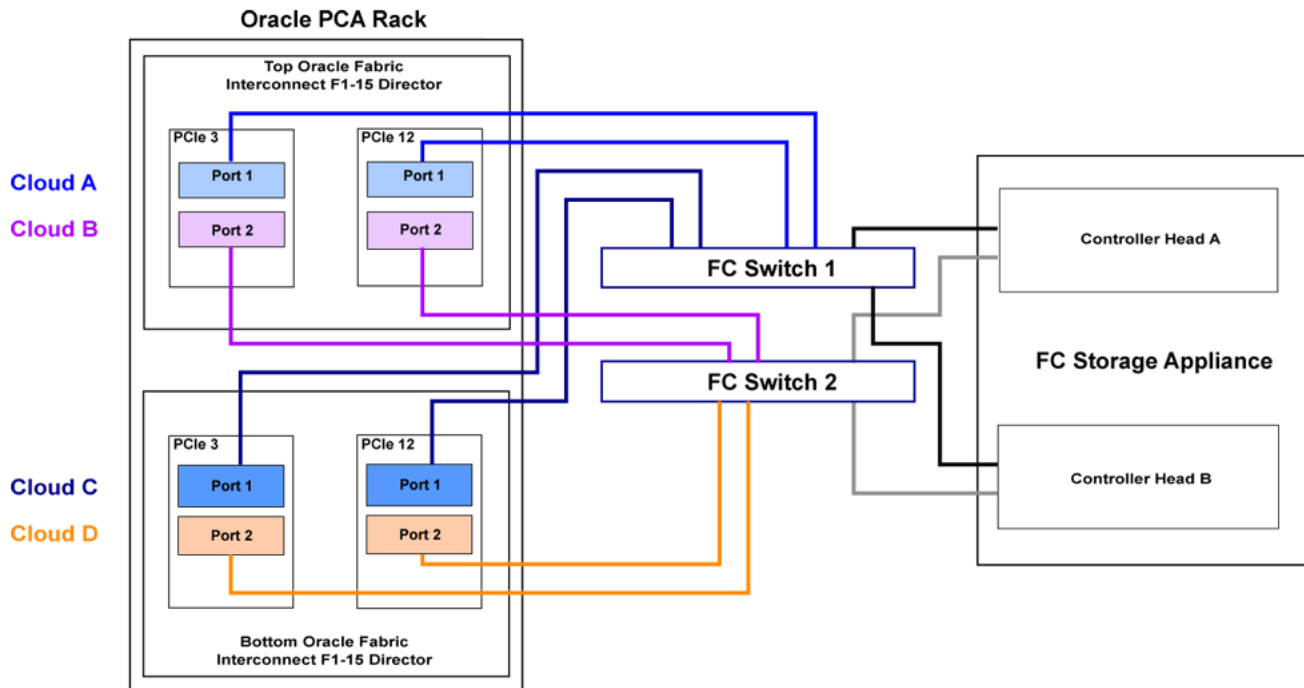 Oracle PCA Rack
Top Oracle Fabric
Interconnect F1-15 Director
PCIe 3
PCIe 12
Cloud A
Port 1
Port 1
Cloud B
Port 2
Port 2
FC Switch 1
Controller Head A
FC Switch 2
FC Storage Appliance
PCIe 3
PCIe 12
Cloud C
Port 1
Port 1
Controller Head B
Cloud D
Port 2
Port 2
Bottom Oracle Fabric
Interconnect F1-15 Director